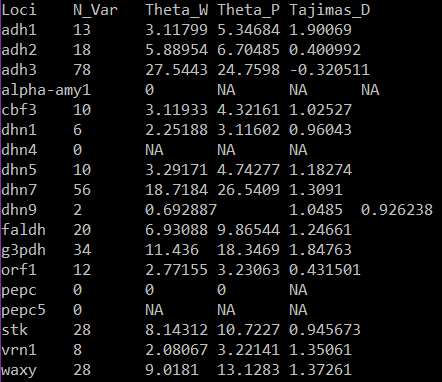 Loci N_Var Theta_W Theta_P Tajimas_D
adh1 13 3.11799 5.34684 1.90069
adh2 18 5.88954 6.70485 0.400992
adh3 78 27.5443 24.7598 -0.320511
alpha-amy1 0 NA NA NA
cbf3 10 3.11933 4.32161 1.02527
dhn1 6 2.25188 3.11602 0.96043
dhn4 0 NA NA NA
dhn5 10 3.29171 4.74277 1.18274
dhn7 56 18.7184 26.5409 1.3091
dhn9 2 0.692887 1.0485 0.926238
faldh 20 6.93088 9.86544 1.24661
g3pdh 34 11.436 18.3469 1.84763
orf1 12 2.77155 3.23063 0.431501
pepc 0 0 0 NA
pepc5 0 NA NA NA
stk 28 8.14312 10.7227 0.945673
vrn1 8 2.08067 3.22141 1.35061
waxy 28 9.0181 13.1283 1.37261